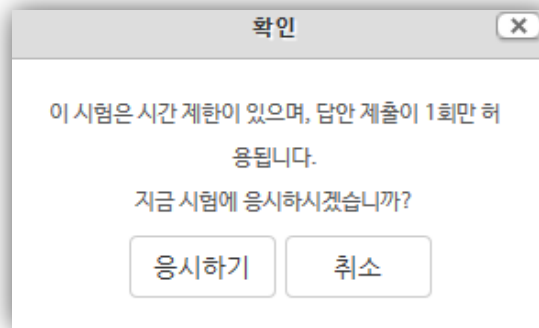 확인
이 시험은 시간 제한이 있으며, 답안 제출이 1회만 허
용됩니다.
지금 시험에 응시하시겠습니까?
응시하기 취소